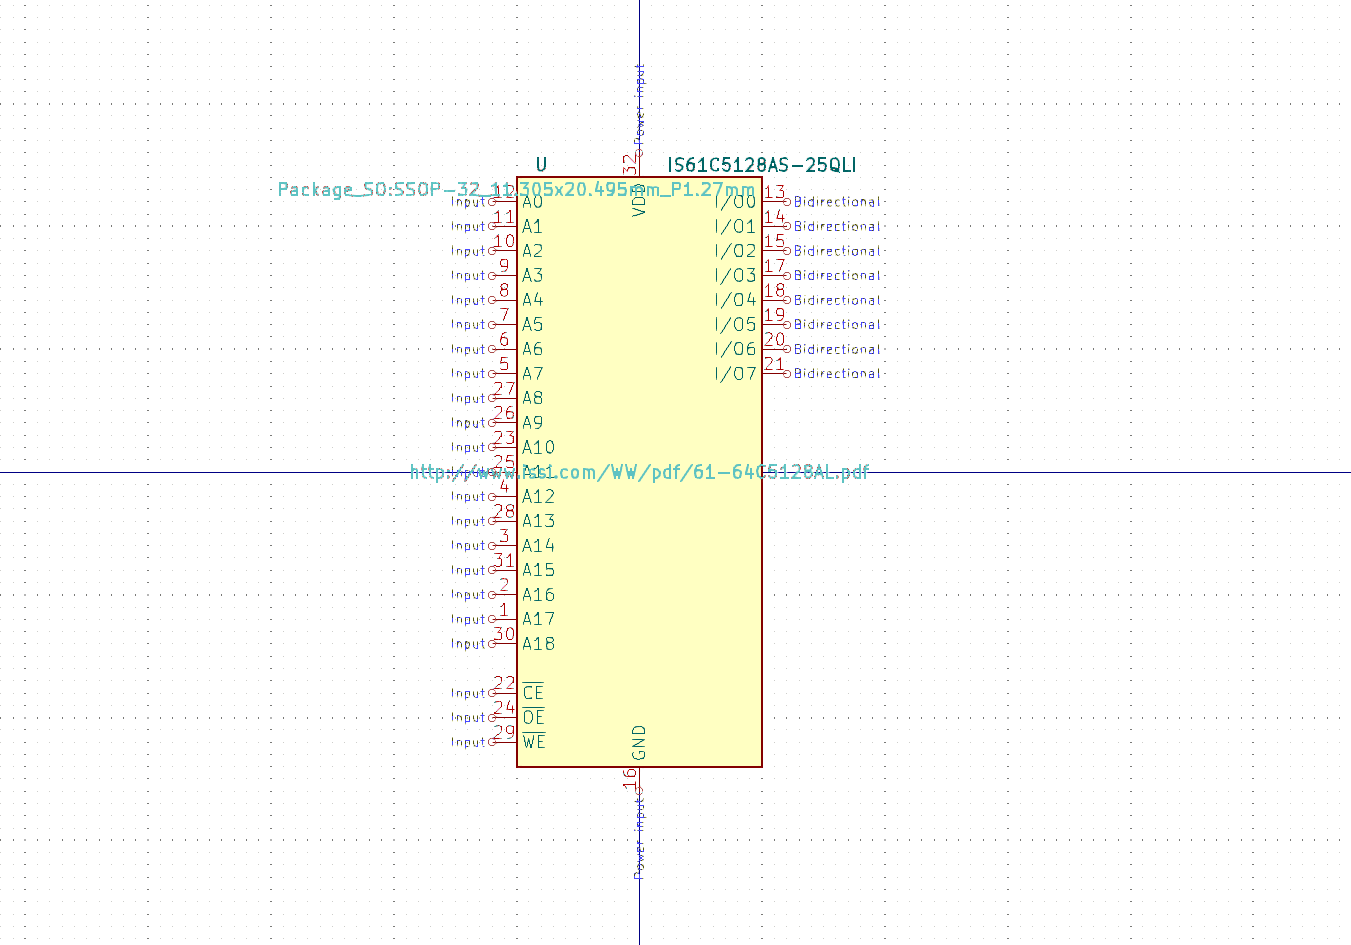 Power input
32
U IS61C5128AS-25QLI
Package_SO:SSOP-32_11.305x20.495mm_P1.27mm
VDD
Input 12 A0 I/O0 13 Bidirectional
Input 11 A1 I/O1 14 Bidirectional
Input 10 A2 I/O2 15 Bidirectional
Input 9 A3 I/O3 17 Bidirectional
Input 8 A4 I/O4 18 Bidirectional
Input 7 A5 I/O5 19 Bidirectional
Input 6 A6 I/O6 20 Bidirectional
Input 5 A7 I/O7 21 Bidirectional
Input 27 A8
Input 26 A9
Input 23 A10
Input 25 A11
http://www.issi.com/WW/pdf/61-64C5128AL.pdf
Input 4 A12
Input 28 A13
Input 3 A14
Input 31 A15
Input 2 A16
Input 1 A17
Input 30 A18
Input 22 CE
Input 24 OE
Input 29 WE
GND
16
Power input